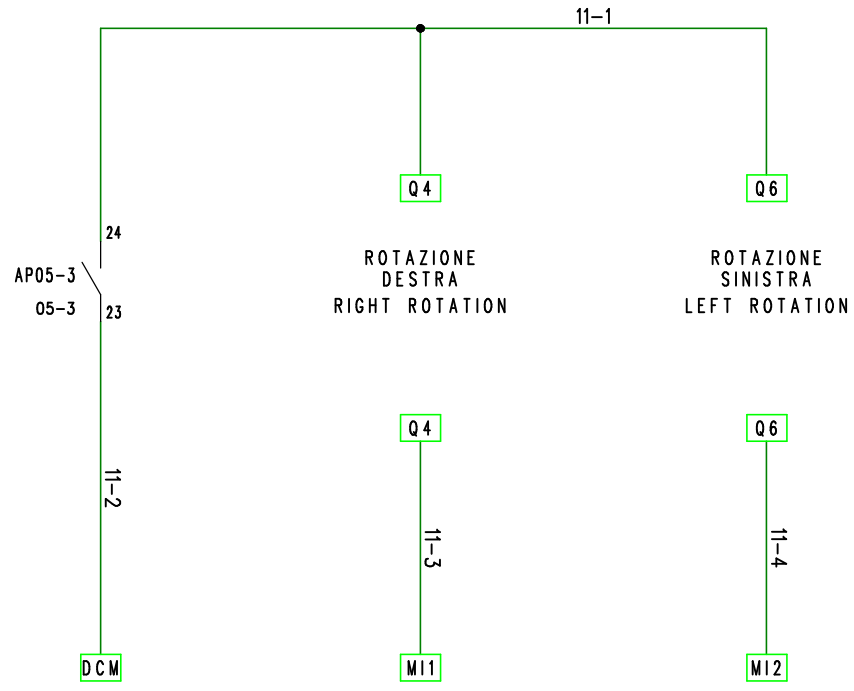 11-1
Q4
Q6
24
AP05-3
05-3
23
ROTAZIONE
DESTRA
RIGHT ROTATION
ROTAZIONE
SINISTRA
LEFT ROTATION
Q4
Q6
11-2
11-3
11-4
DCM
MI1
MI2